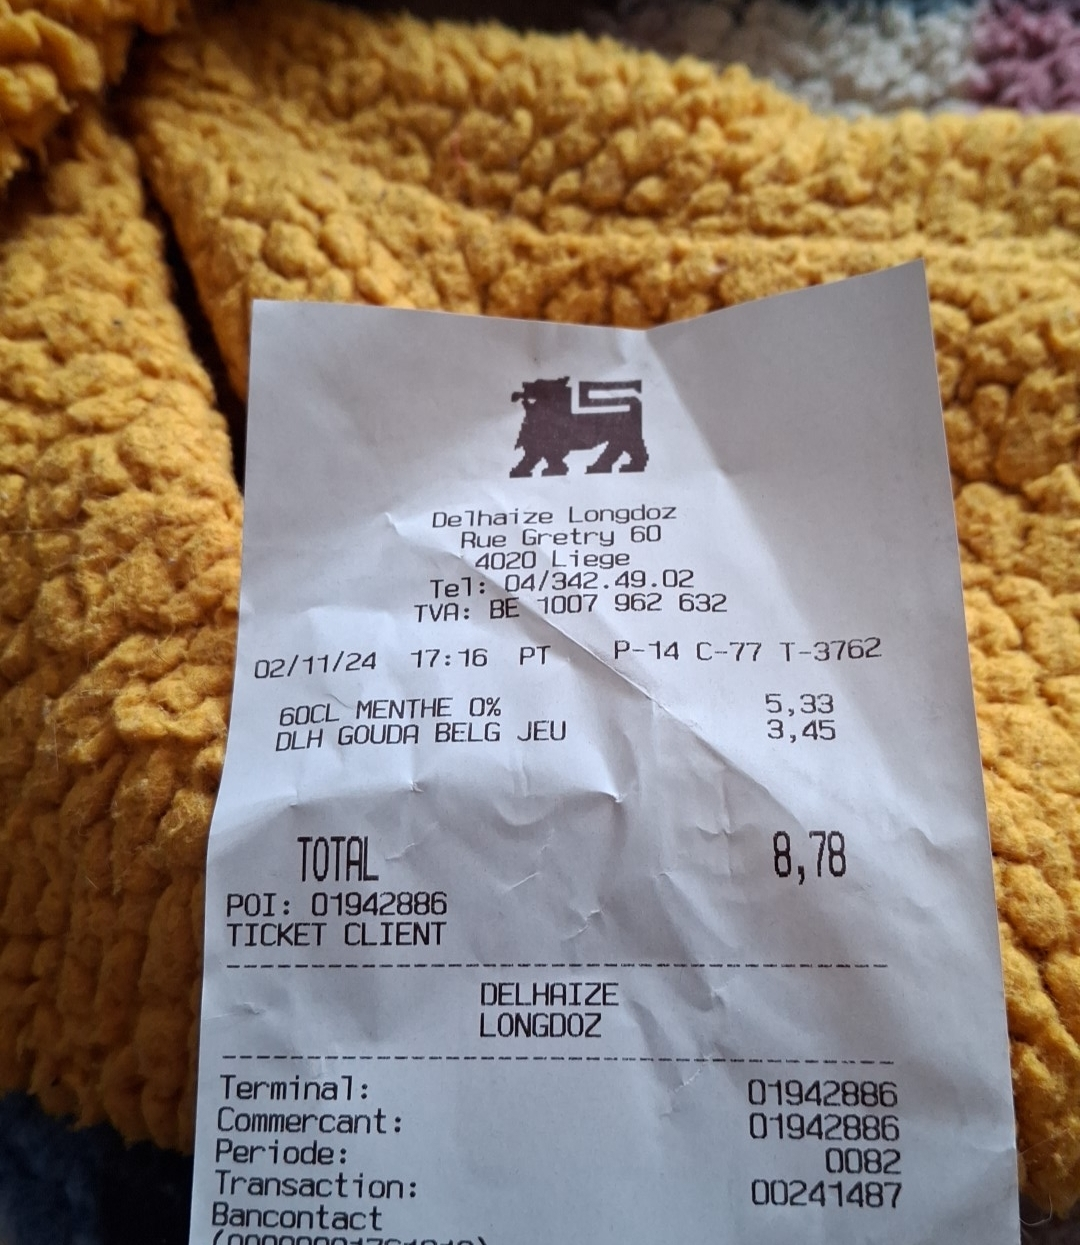 Delhaize Longdoz
Rue Gretry 60
4020 Liege
Tel: 04/342.49.02
TVA: BE 1007 962 632
02/11/24 17:16 PT P-14 C-77 T-3762
60CL MENTHE 0% 5,33
DLH GOUDA BELG JEU 3,45
TOTAL 8,78
POI: 01942886
TICKET CLIENT
DELHAIZE
LONGDOZ
Terminal: 01942886
Commercant: 01942886
Periode: 0082
Transaction: 00241487
Bancontact